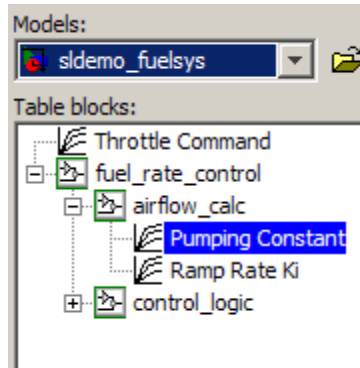 Models:
sldemo_fuelsys
Table blocks:
Throttle Command
fuel_rate_control
airflow_calc
Pumping Constant
Ramp Rate Ki
control_logic